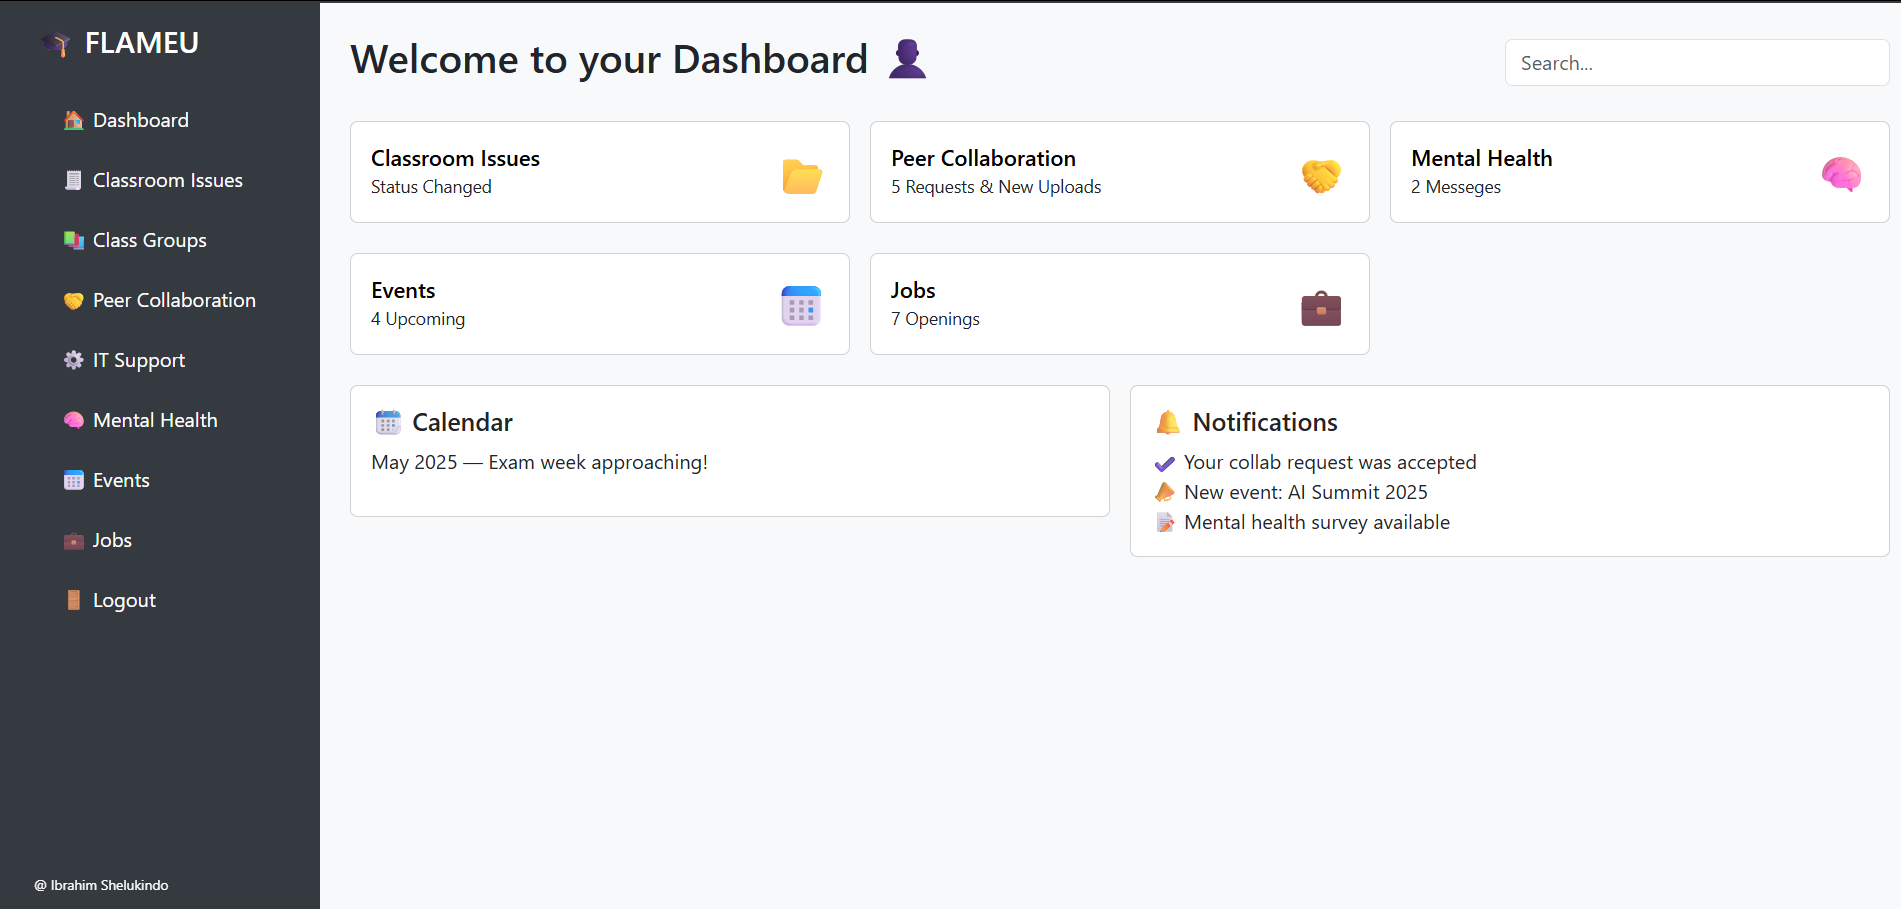 FLAMEU
Dashboard
Classroom Issues
Class Groups
Peer Collaboration
IT Support
Mental Health
Events
Jobs
Logout
@ Ibrahim Shelukindo
Welcome to your Dashboard
Search...
Classroom Issues
Status Changed
Peer Collaboration
5 Requests & New Uploads
Mental Health
2 Messeges
Events
4 Upcoming
Jobs
7 Openings
Calendar
May 2025 — Exam week approaching!
Notifications
Your collab request was accepted
New event: AI Summit 2025
Mental health survey available